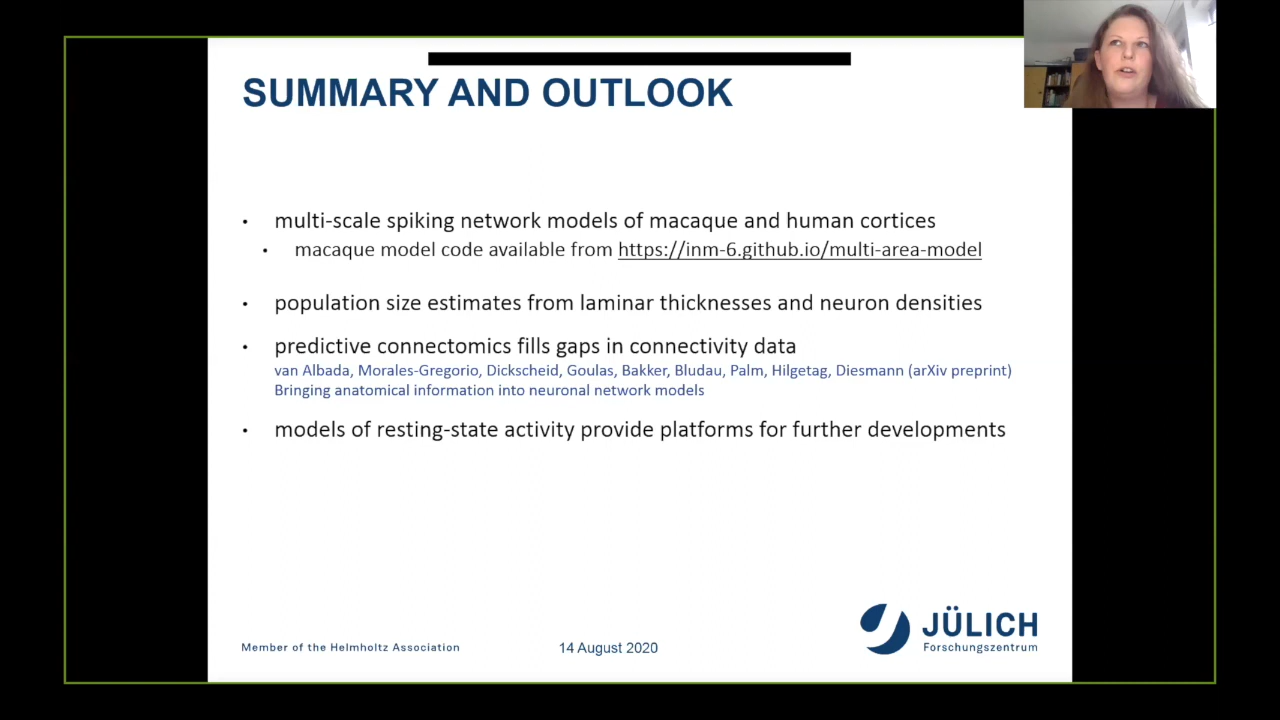 SUMMARY AND OUTLOOK
• multi-scale spiking network models of macaque and human cortices
• macaque model code available from https://inm-6.github.io/multi-area-model
• population size estimates from laminar thicknesses and neuron densities
• predictive connectomics fills gaps in connectivity data
van Albada, Morales-Gregorio, Dickscheid, Goulas, Bakker, Bludau, Palm, Hilgetag, Diesmann (arXiv preprint)
Bringing anatomical information into neuronal network models
• models of resting-state activity provide platforms for further developments
Member of the Helmholtz Association
14 August 2020
JÜLICH
Forschungszentrum